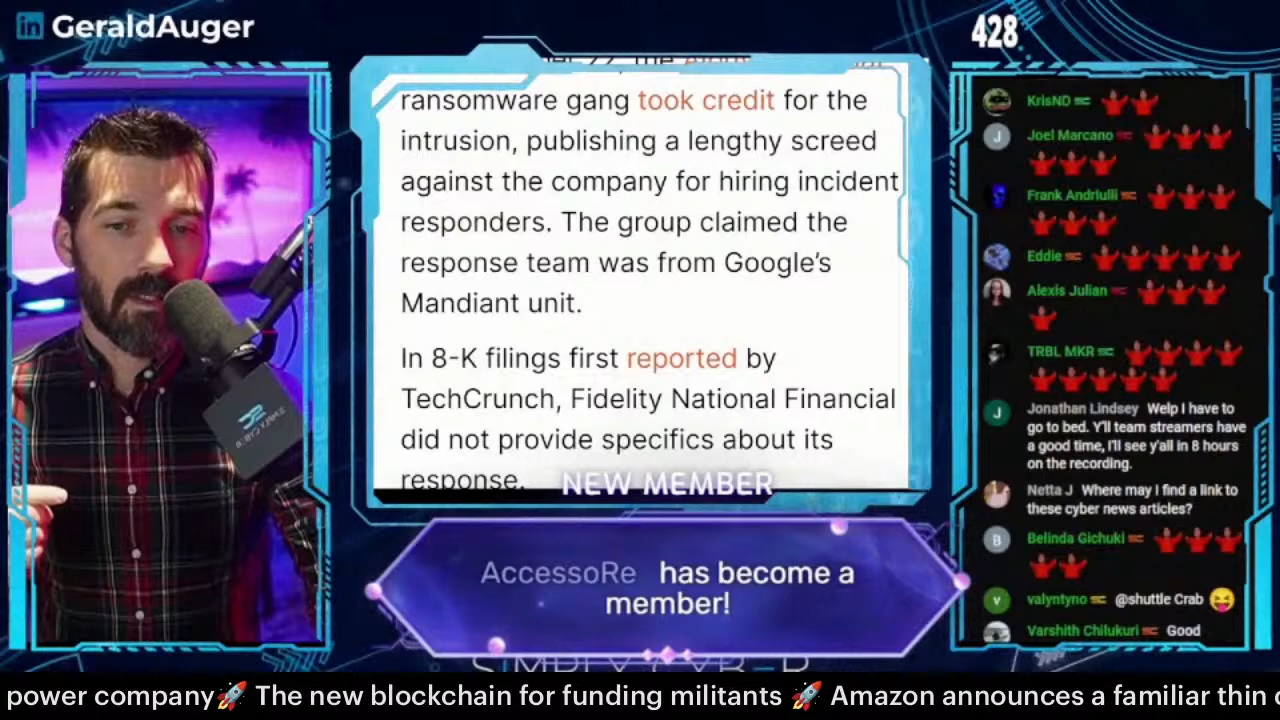 in GeraldAuger
428
ransomware gang took credit for the
intrusion, publishing a lengthy screed
against the company for hiring incident
responders. The group claimed the
response team was from Google's
Mandiant unit.
In 8-K filings first reported by
TechCrunch, Fidelity National Financial
did not provide specifics about its
response.
NEW MEMBER
AccessoRe has become a
member!
KrisND
J Joel Marcano
Frank Andriulli
Eddie
Alexis Julian
TRBL MKR
J Jonathan Lindsey Welp I have to
go to bed. Y'll team streamers have
a good time, I'll see y'all in 8 hours
on the recording.
Netta J Where may I find a link to
these cyber news articles?
B Belinda Gichuki
v valyntyno @shuttle Crab
Varshith Chilukuri Good
power company🚀 The new blockchain for funding militants 🚀 Amazon announces a familiar thin